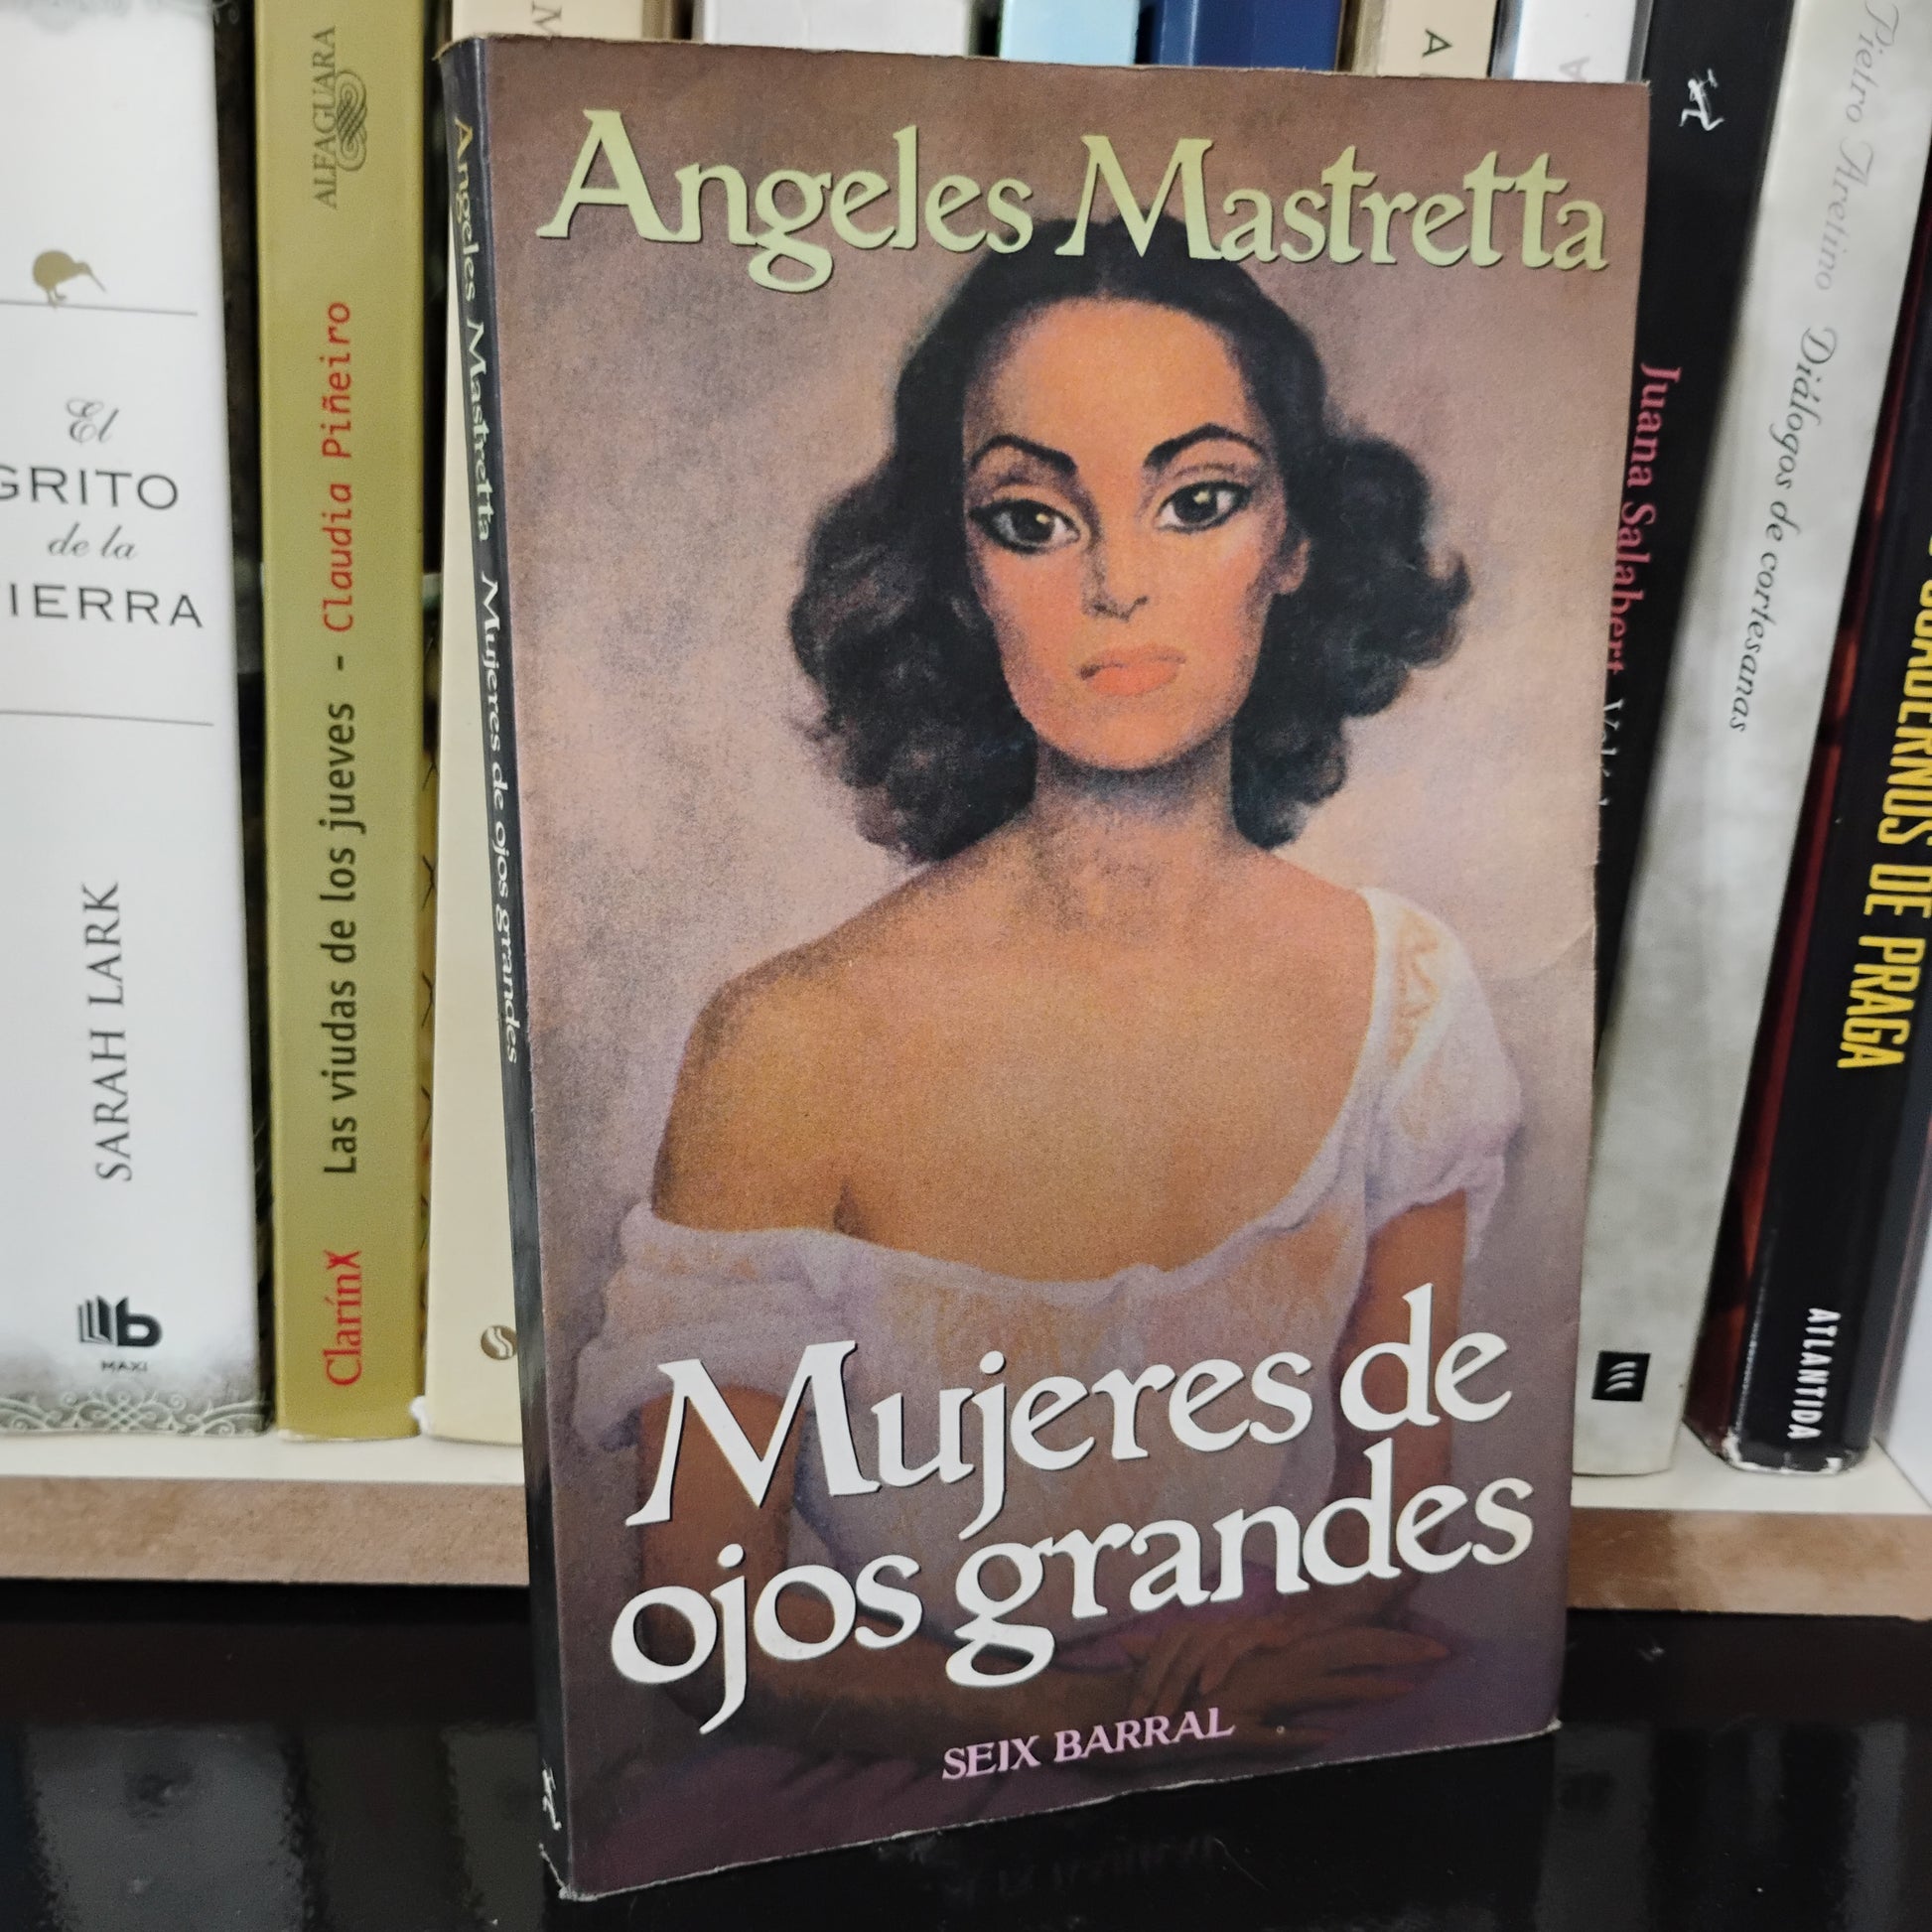 Angeles Mastretta
Mujeres de
ojos grandes
SEIX BARRAL
Angeles Mastretta Mujeres de ojos grandes
El
GRITO
de la
IERRA
SARAH LARK
b
MAXI
ALFAGUARA
Las viudas de los jueves - Claudia Piñeiro
ClarínX
M
A
A
Juana Salabert
Pietro Aretino Diálogos de cortesanas
CUADERNOS DE PRAGA
ATLANTIDA